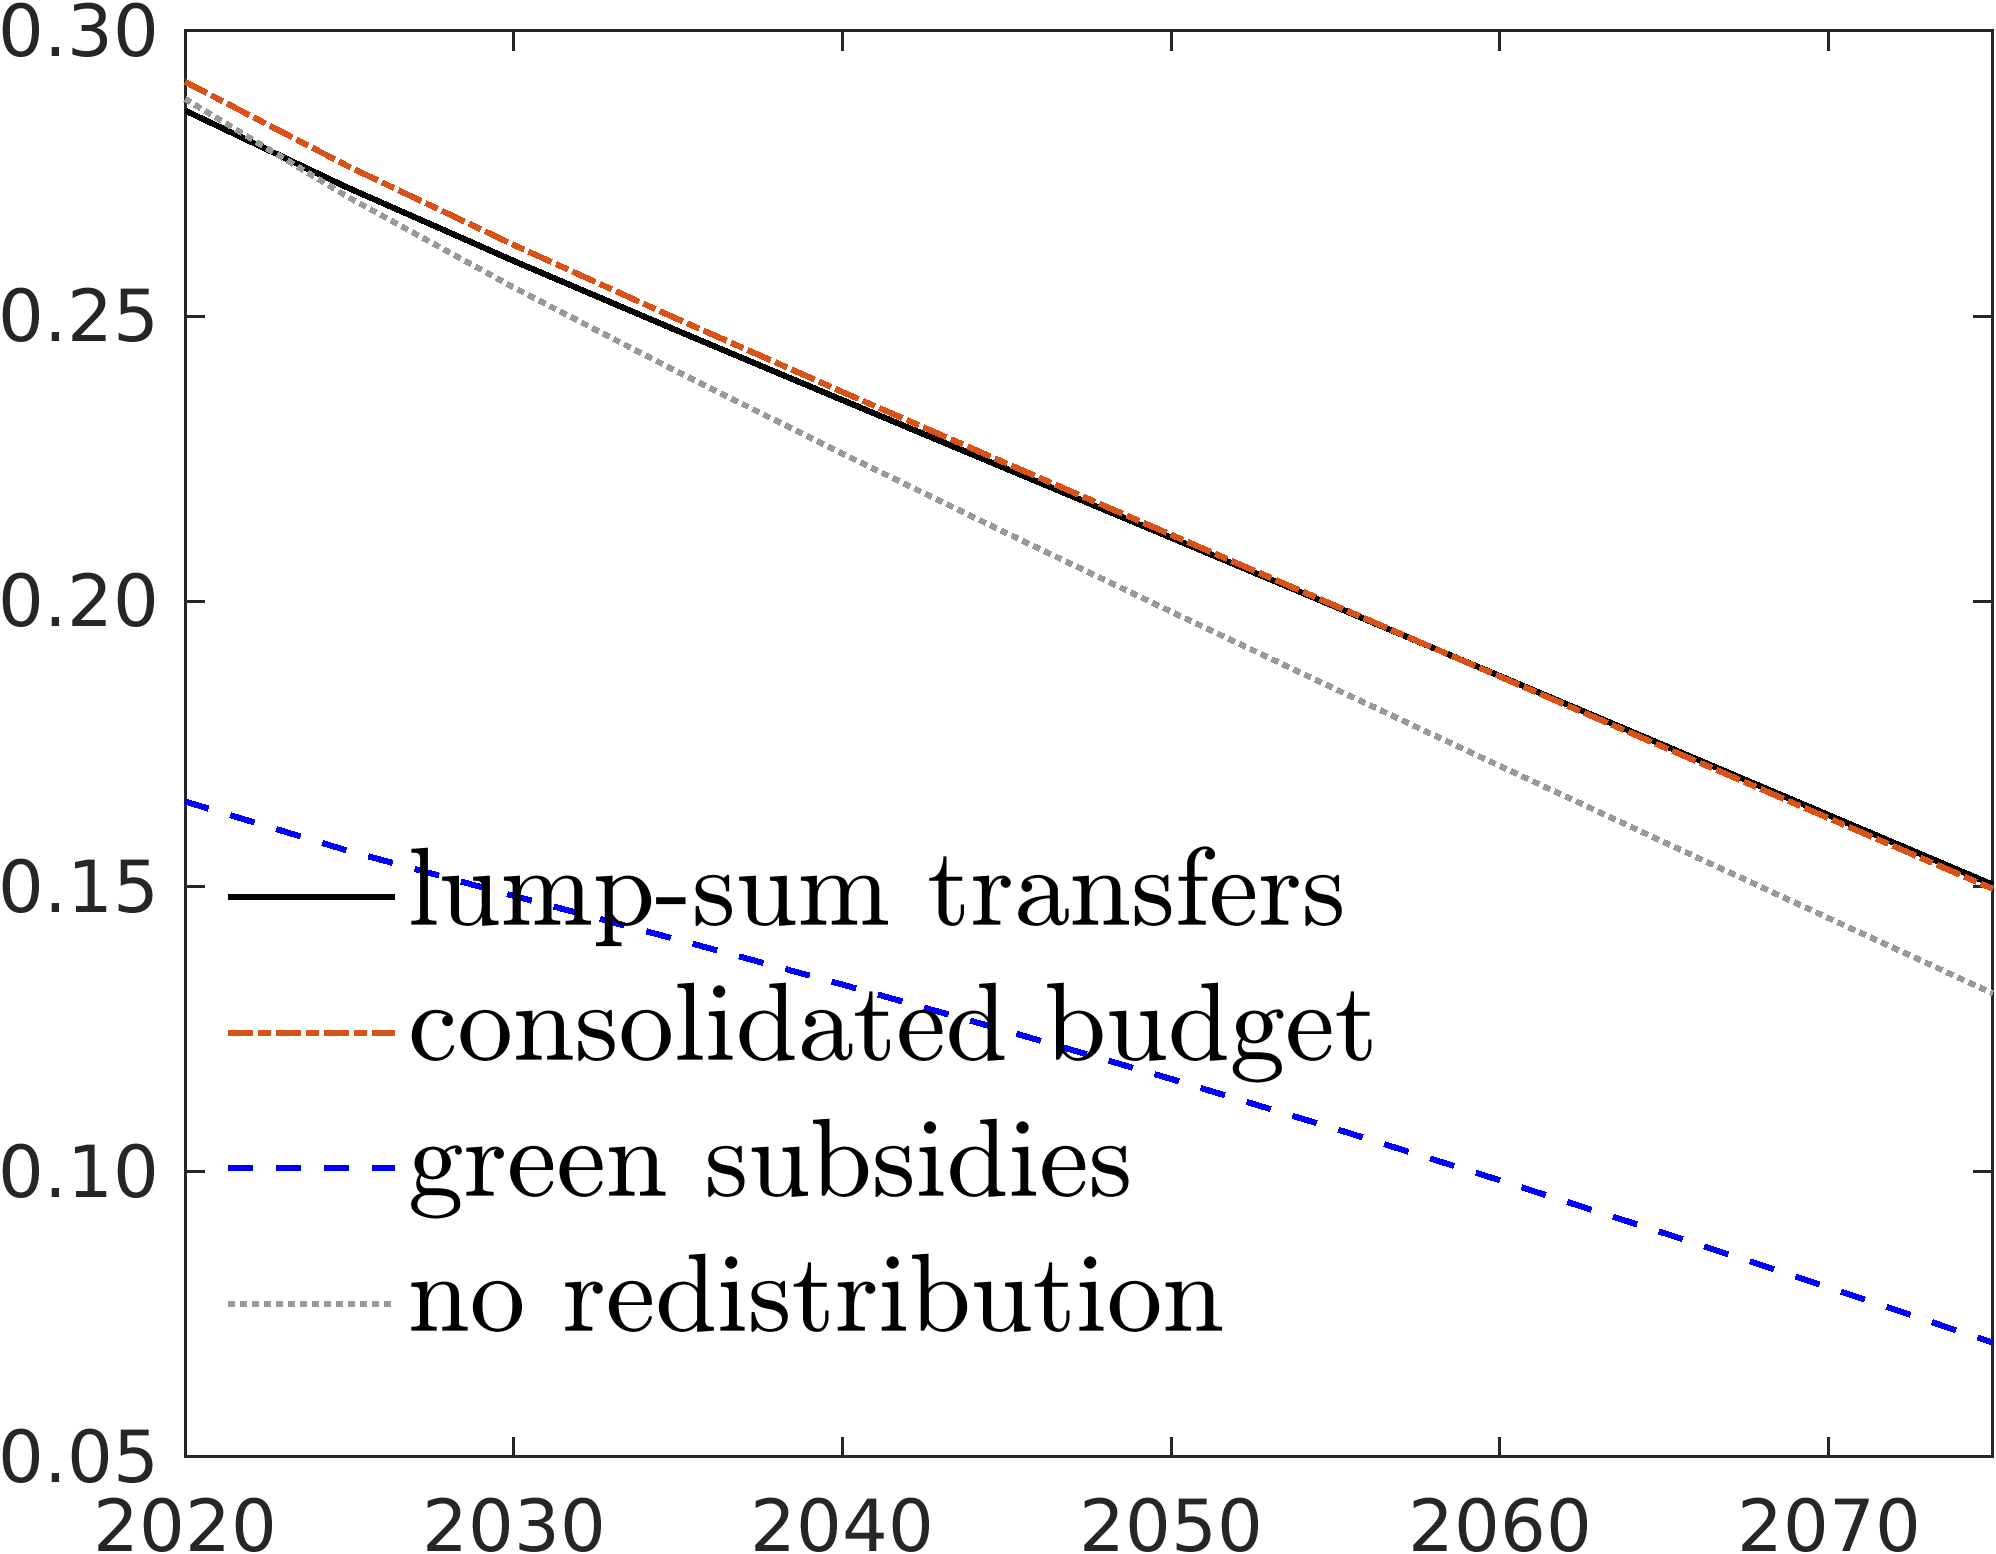 0.30
0.25
0.20
0.15
0.10
0.05
lump-sum transfers
consolidated budget
green subsidies
no redistribution
2020 2030 2040 2050 2060 2070